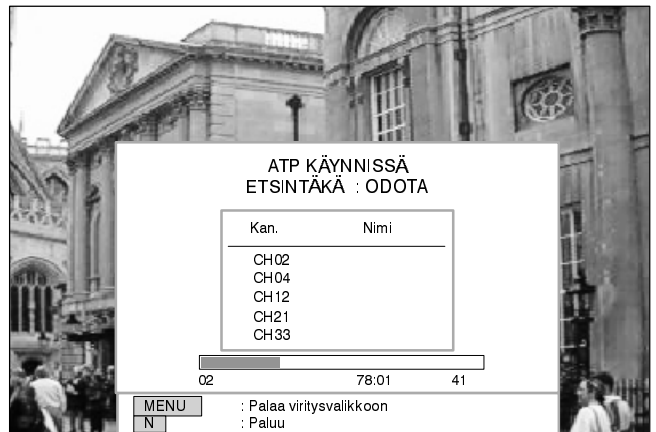 ATP KÄYNNISSÄ
ETSINTÄKÄ : ODOTA
Kan. Nimi
CH02
CH04
CH12
CH21
CH33
02 78:01 41
MENU : Palaa viritysvalikkoon
N : Paluu